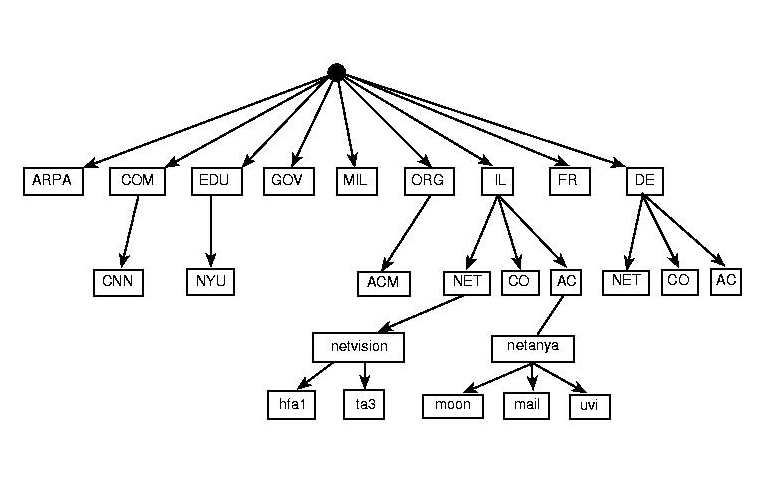 ARPA COM EDU GOV MIL ORG IL FR DE
CNN NYU ACM NET CO AC NET CO AC
netvision netanya
hfa1 ta3 moon mail uvi